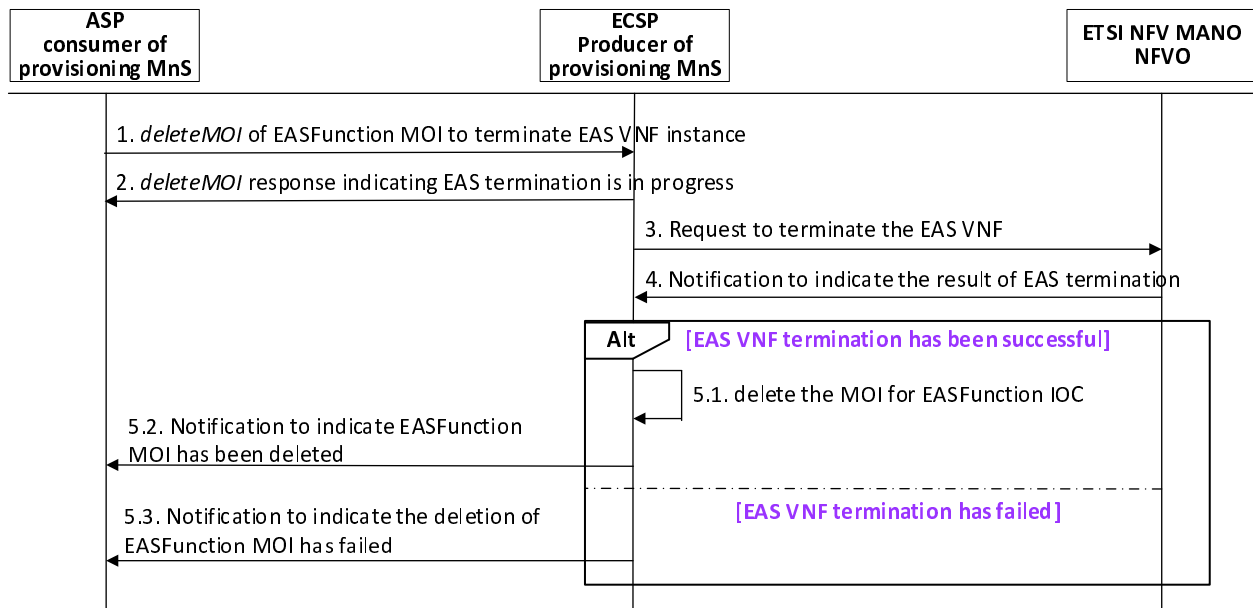 ASP
consumer of
provisioning MnS
ECSP
Producer of
provisioning MnS
ETSI NFV MANO
NFVO
1. deleteMOI of EASFunction MOI to terminate EAS VNF instance
2. deleteMOI response indicating EAS termination is in progress
3. Request to terminate the EAS VNF
4. Notification to indicate the result of EAS termination
Alt
[EAS VNF termination has been successful]
5.1. delete the MOI for EASFunction IOC
5.2. Notification to indicate EASFunction
MOI has been deleted
[EAS VNF termination has failed]
5.3. Notification to indicate the deletion of
EASFunction MOI has failed